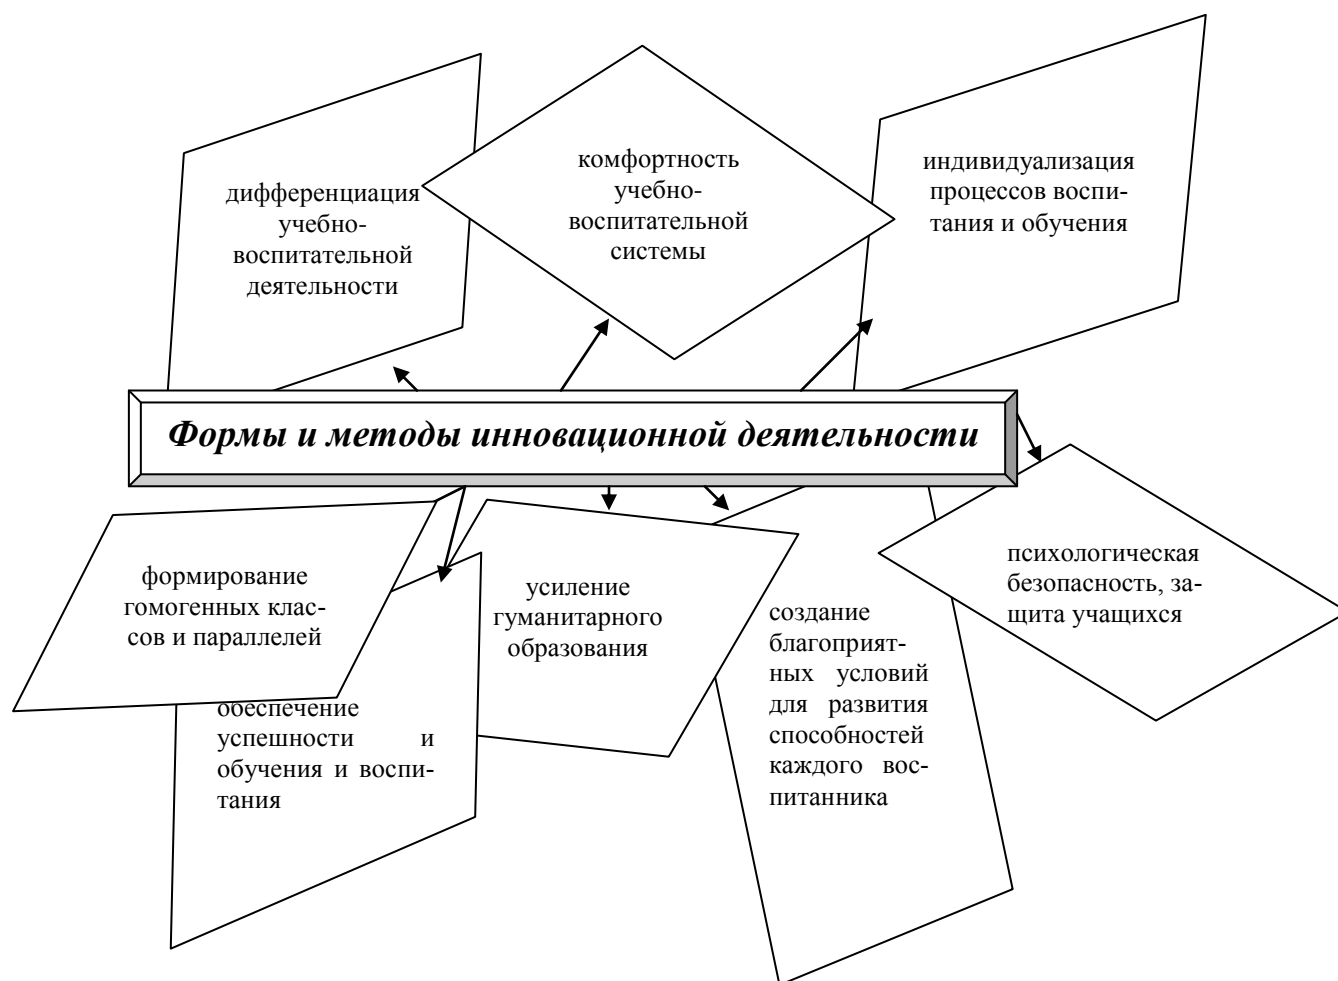 дифференциация
учебно-
воспитательной
деятельности
комфортность
учебно-
воспитательной
системы
индивидуализация
процессов воспи-
тания и обучения
Формы и методы инновационной деятельности
формирование
гомогенных клас-
сов и параллелей
обеспечение
успешности и
обучения и воспи-
тания
усиление
гуманитарного
образования
создание
благоприят-
ных условий
для развития
способностей
каждого вос-
питанника
психологическая
безопасность, за-
щита учащихся